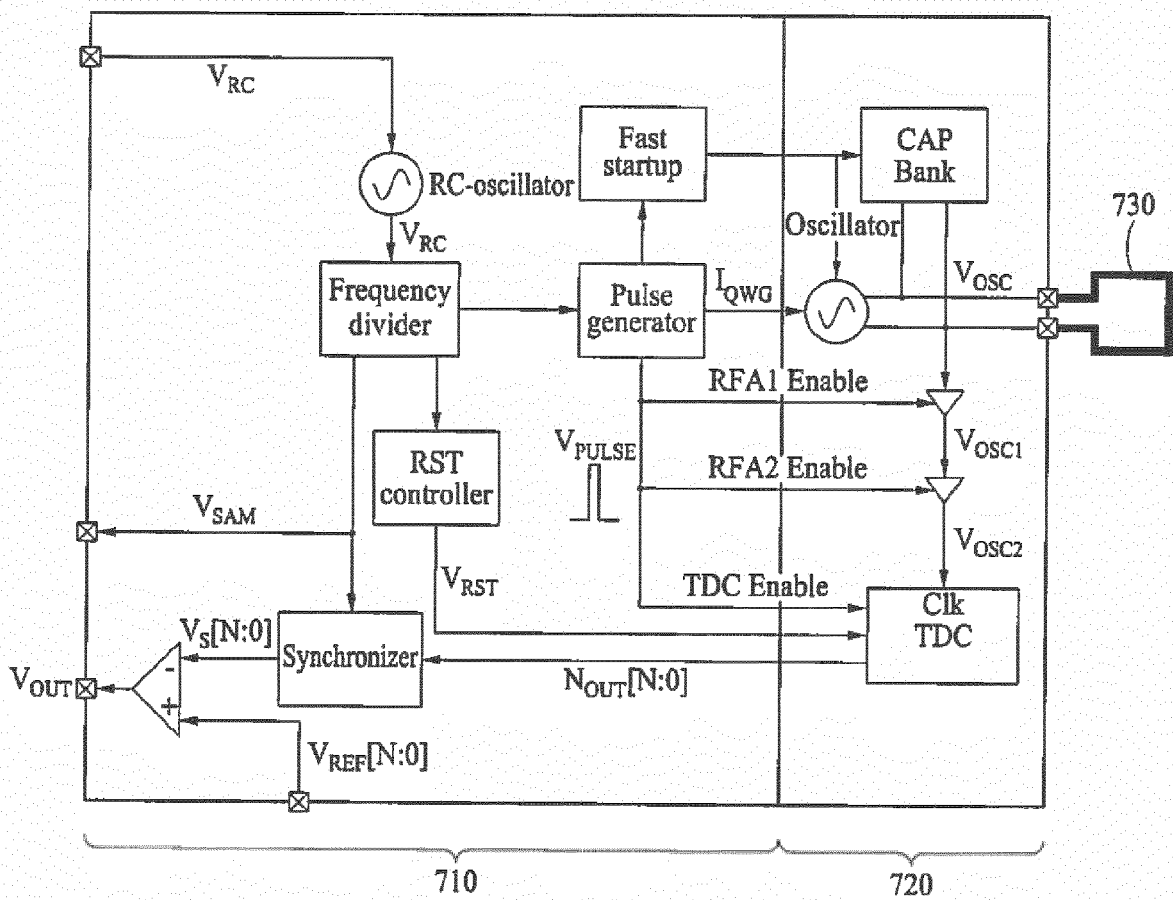 V_RC
Fast
startup
CAP
Bank
RC-oscillator
730
V_RC
Oscillator
Frequency
divider
Pulse
generator
I_QWG
V_OSC
RFA1 Enable
V_PULSE
V_OSC1
RST
controller
RFA2 Enable
V_SAM
V_OSC2
V_RST
TDC Enable
Clk
TDC
V_S[N:0]
Synchronizer
V_OUT
-
+
N_OUT[N:0]
V_REF[N:0]
710
720